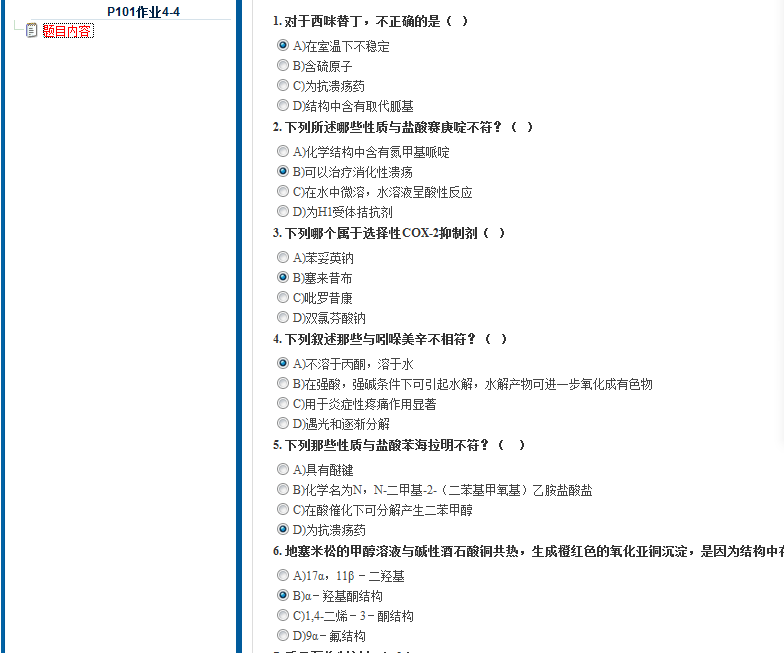 P101作业4-4
题目内容
1. 对于西咪替丁，不正确的是（ ）
A)在室温下不稳定
B)含硫原子
C)为抗溃疡药
D)结构中含有取代胍基
2. 下列所述哪些性质与盐酸赛庚啶不符？（ ）
A)化学结构中含有氮甲基哌啶
B)可以治疗消化性溃疡
C)在水中微溶，水溶液呈酸性反应
D)为H1受体拮抗剂
3. 下列哪个属于选择性COX-2抑制剂（ ）
A)苯妥英钠
B)塞来昔布
C)吡罗昔康
D)双氯芬酸钠
4. 下列叙述那些与吲哚美辛不相符？（ ）
A)不溶于丙酮，溶于水
B)在强酸，强碱条件下可引起水解，水解产物可进一步氧化成有色物
C)用于炎症性疼痛作用显著
D)遇光和逐渐分解
5. 下列那些性质与盐酸苯海拉明不符？（ ）
A)具有醚键
B)化学名为N，N-二甲基-2-（二苯基甲氧基）乙胺盐酸盐
C)在酸催化下可分解产生二苯甲醇
D)为抗溃疡药
6. 地塞米松的甲醇溶液与碱性酒石酸铜共热，生成橙红色的氧化亚铜沉淀，是因为结构中
A)17α，11β－二羟基
B)α－羟基酮结构
C)1,4-二烯－3－酮结构
D)9α－氟结构